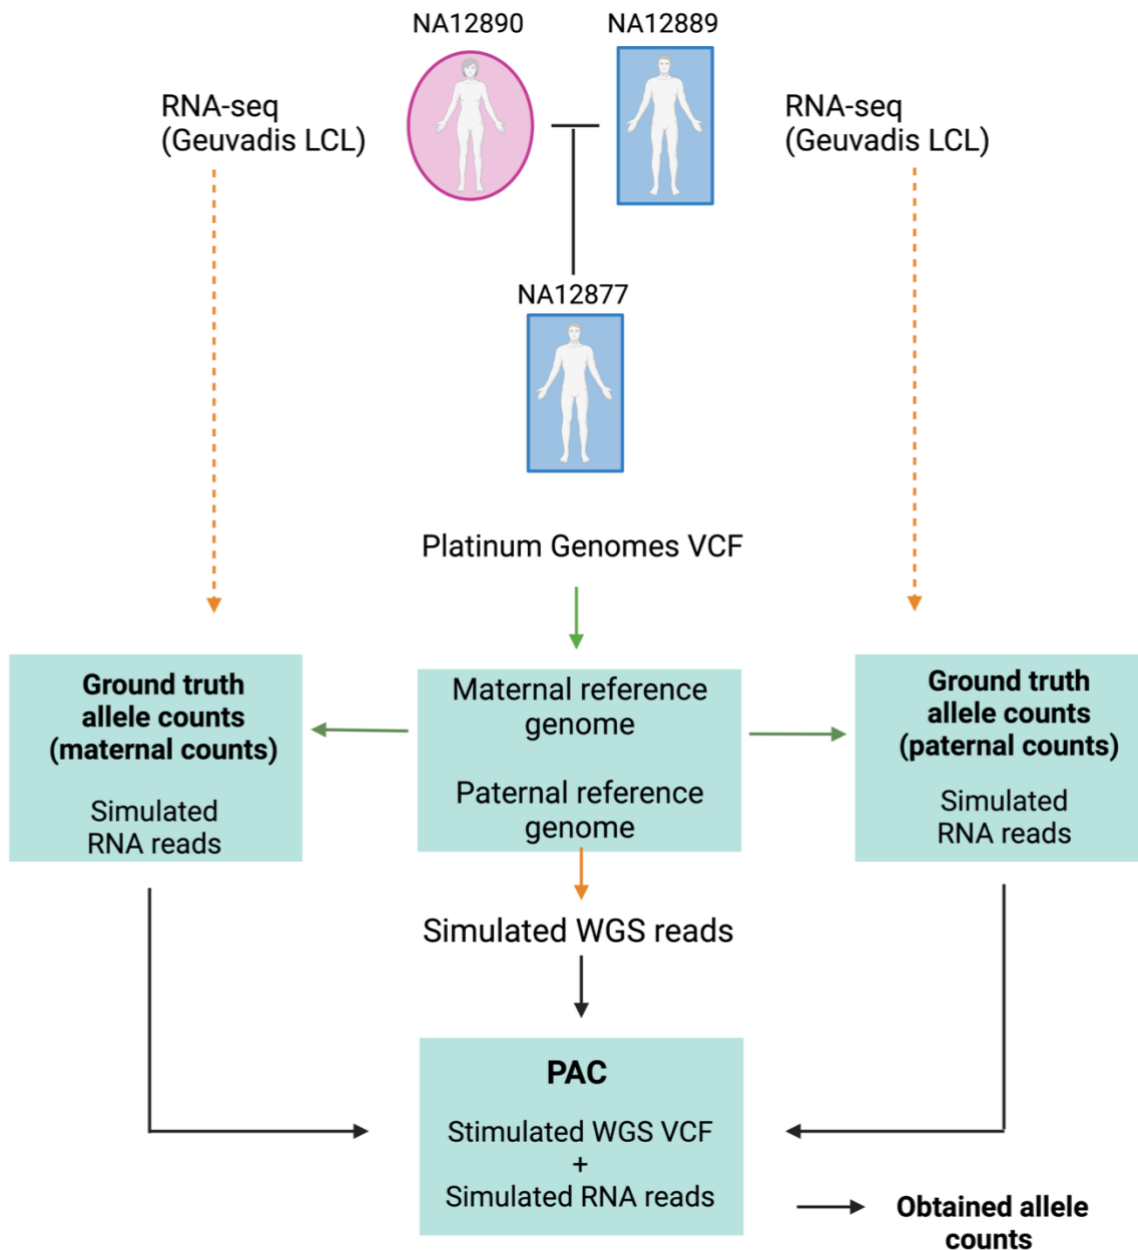 NA12890
NA12889
RNA-seq
(Geuvadis LCL)
RNA-seq
(Geuvadis LCL)
NA12877
Platinum Genomes VCF
Ground truth
allele counts
(maternal counts)
Simulated
RNA reads
Maternal reference
genome
Paternal reference
genome
Ground truth
allele counts
(paternal counts)
Simulated
RNA reads
Simulated WGS reads
PAC
Stimulated WGS VCF
+
Simulated RNA reads
Obtained allele
counts